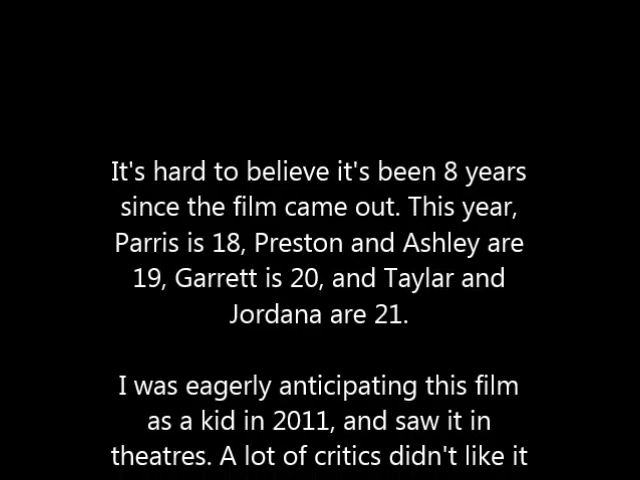 It's hard to believe it's been 8 years
since the film came out. This year,
Parris is 18, Preston and Ashley are
19, Garrett is 20, and Taylar and
Jordana are 21.
I was eagerly anticipating this film
as a kid in 2011, and saw it in
theatres. A lot of critics didn't like it